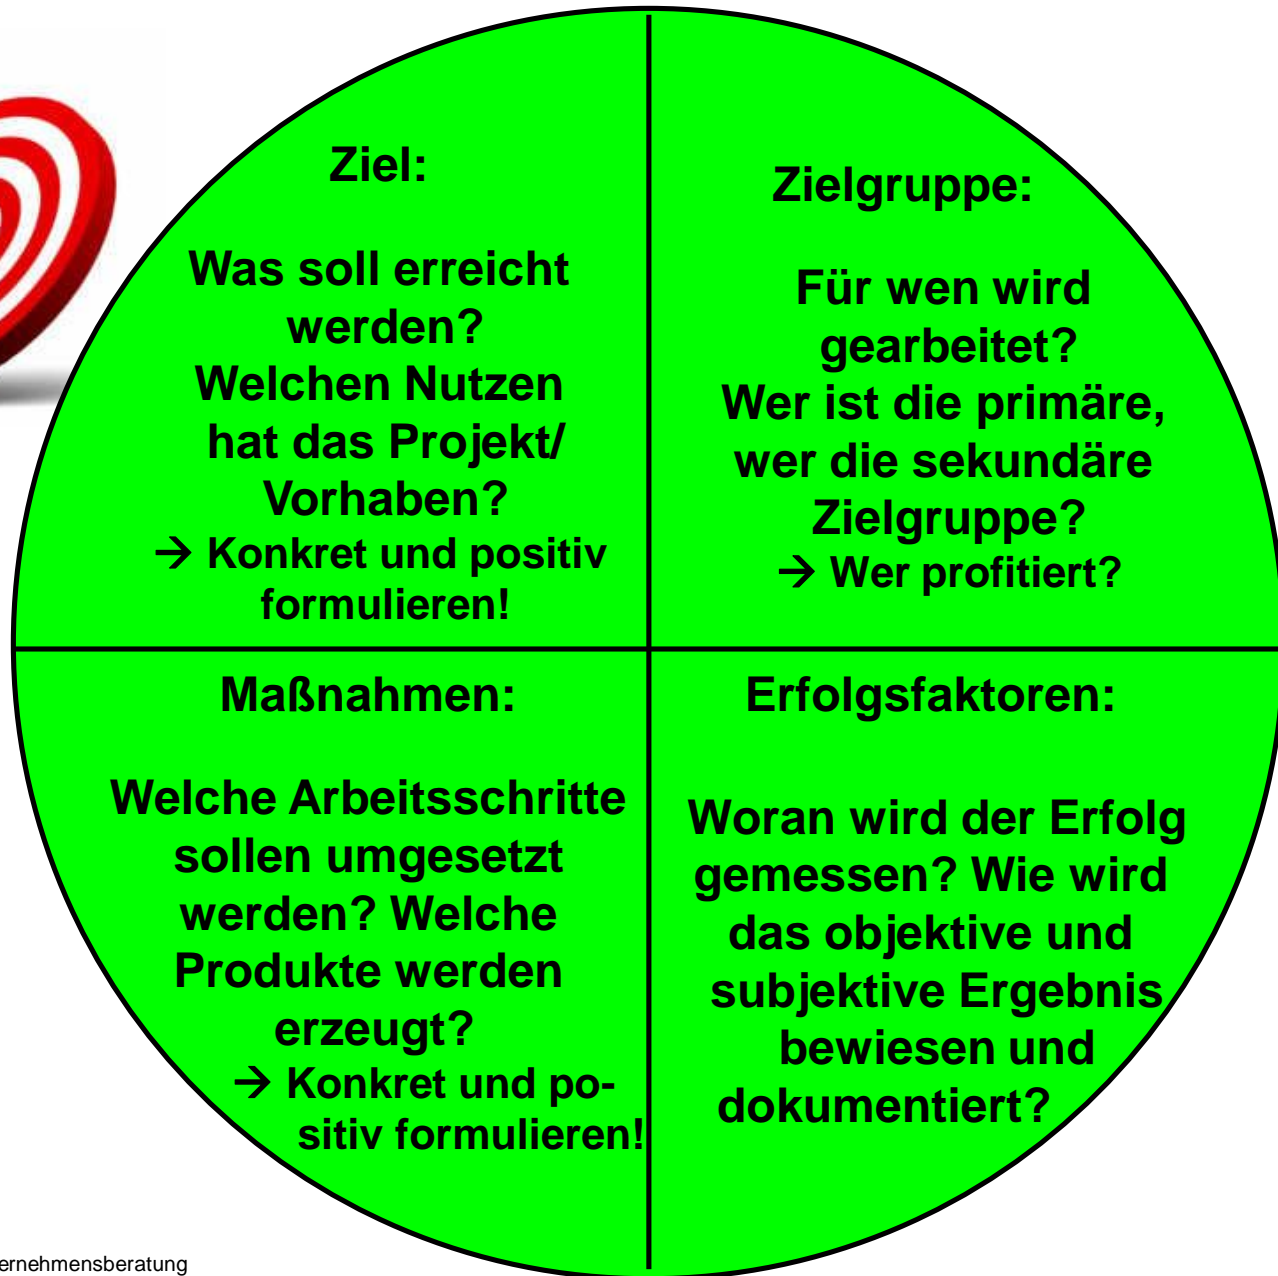 Ziel:
Was soll erreicht
werden?
Welchen Nutzen
hat das Projekt/
Vorhaben?
→ Konkret und positiv
formulieren!
Zielgruppe:
Für wen wird
gearbeitet?
Wer ist die primäre,
wer die sekundäre
Zielgruppe?
→ Wer profitiert?
Maßnahmen:
Welche Arbeitsschritte
sollen umgesetzt
werden? Welche
Produkte werden
erzeugt?
→ Konkret und po-
sitiv formulieren!
Erfolgsfaktoren:
Woran wird der Erfolg
gemessen? Wie wird
das objektive und
subjektive Ergebnis
bewiesen und
dokumentiert?
ernehmensberatung